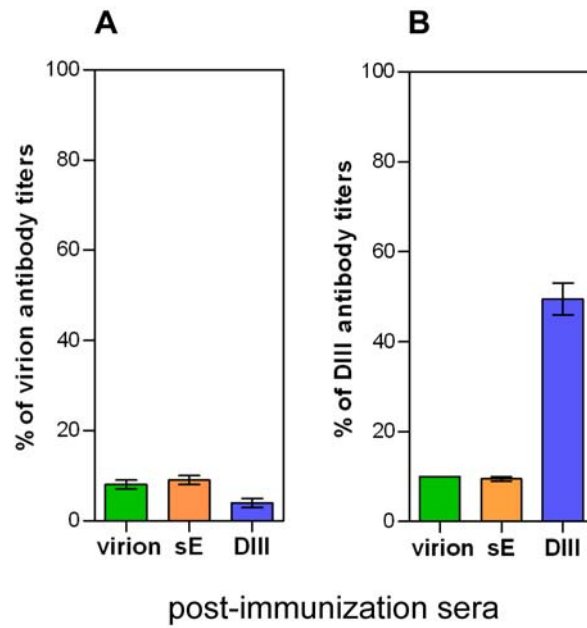 A
% of virion antibody titers
100
80
60
40
20
0
virion sE DIII
B
% of DIII antibody titers
100
80
60
40
20
0
virion sE DIII
post-immunization sera